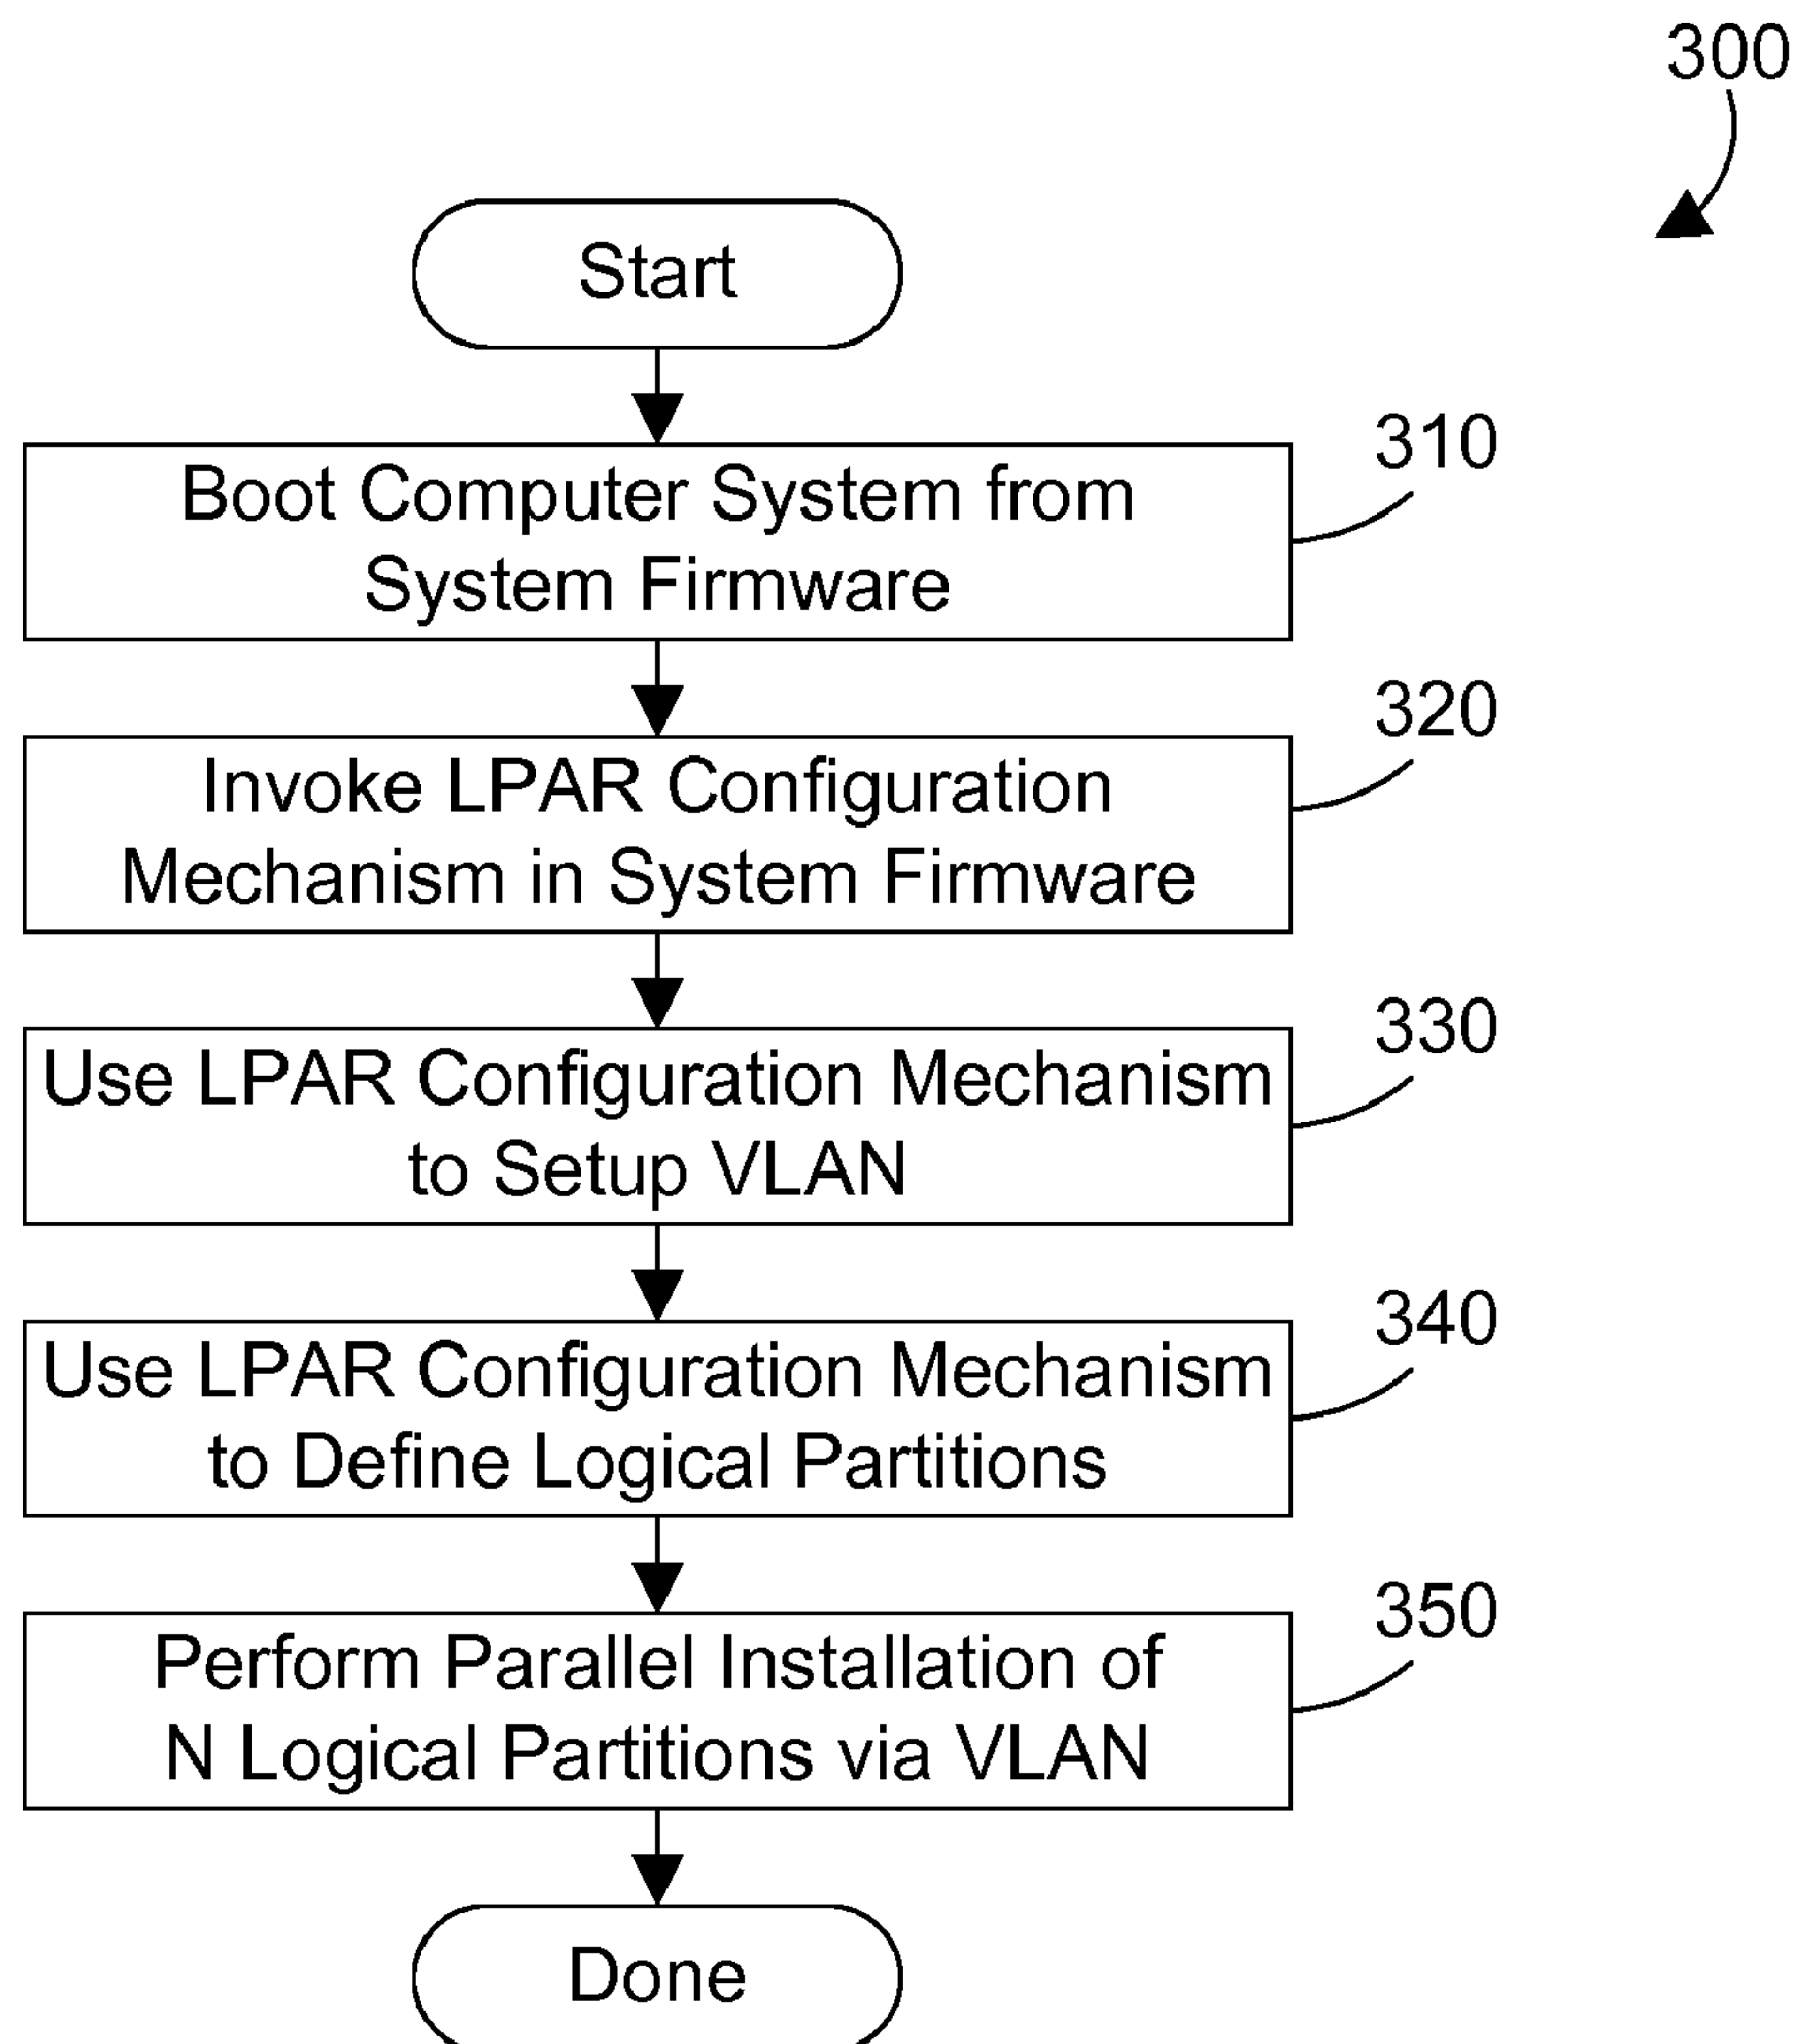 300
Start
310
Boot Computer System from
System Firmware
320
Invoke LPAR Configuration
Mechanism in System Firmware
330
Use LPAR Configuration Mechanism
to Setup VLAN
340
Use LPAR Configuration Mechanism
to Define Logical Partitions
350
Perform Parallel Installation of
N Logical Partitions via VLAN
Done